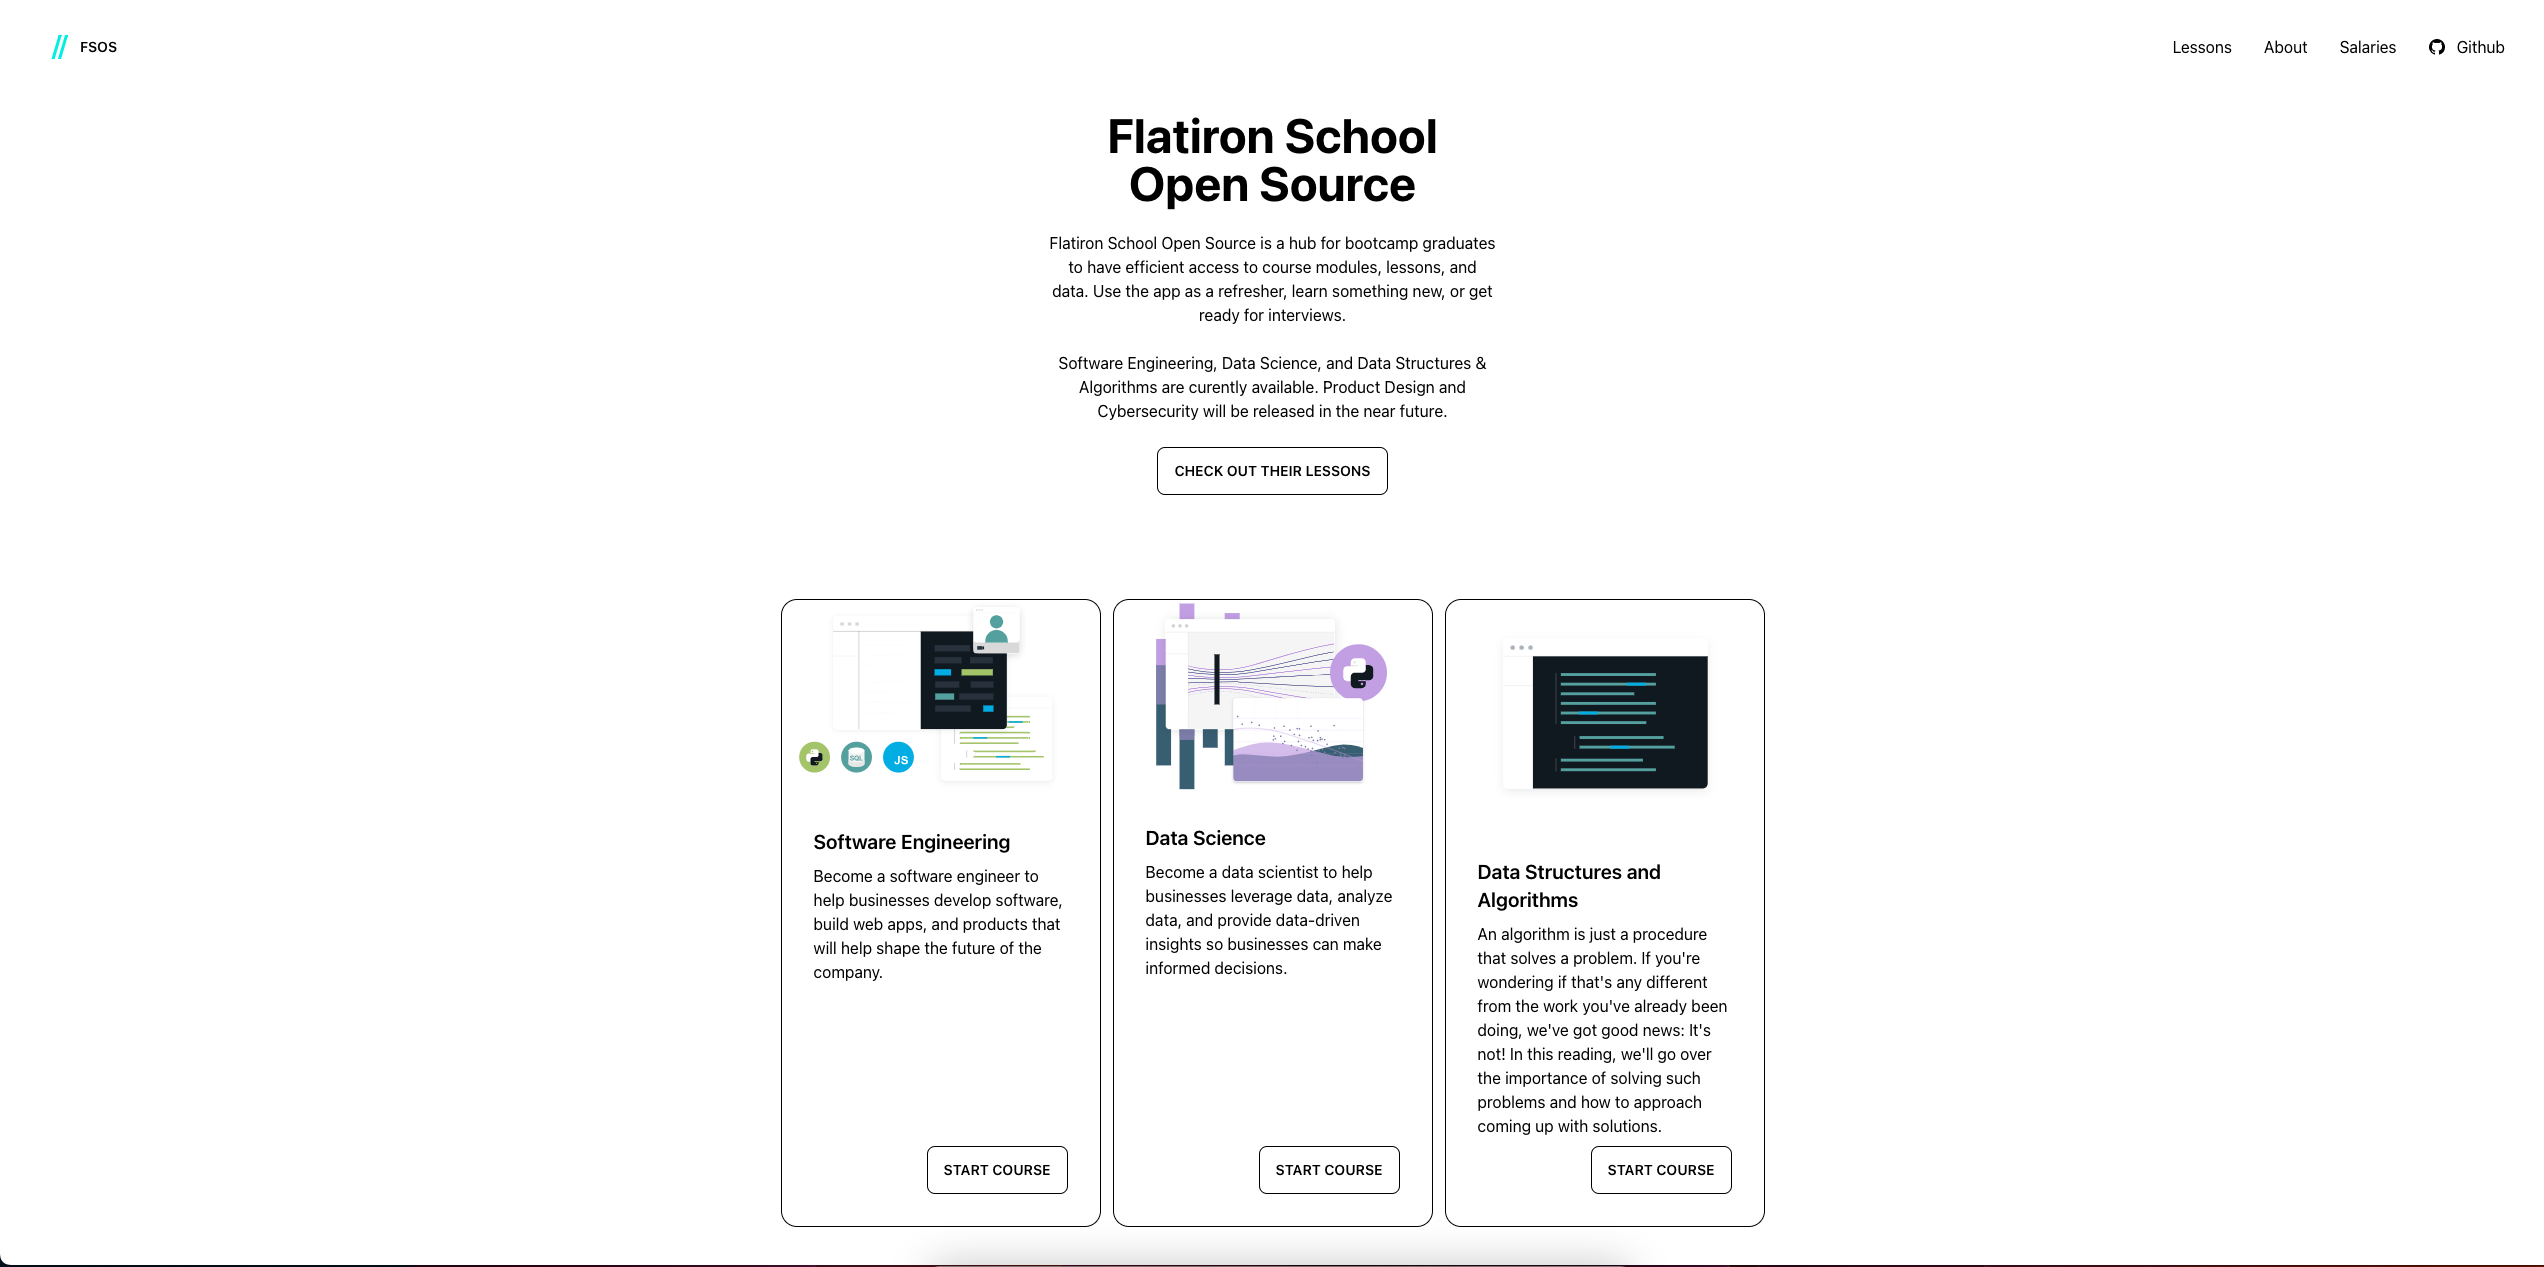 FSOS
Lessons
About
Salaries
Github
Flatiron School
Open Source
Flatiron School Open Source is a hub for bootcamp graduates
to have efficient access to course modules, lessons, and
data. Use the app as a refresher, learn something new, or get
ready for interviews.
Software Engineering, Data Science, and Data Structures &
Algorithms are curently available. Product Design and
Cybersecurity will be released in the near future.
CHECK OUT THEIR LESSONS
SQL
JS
Software Engineering
Become a software engineer to
help businesses develop software,
build web apps, and products that
will help shape the future of the
company.
START COURSE
Data Science
Become a data scientist to help
businesses leverage data, analyze
data, and provide data-driven
insights so businesses can make
informed decisions.
START COURSE
Data Structures and
Algorithms
An algorithm is just a procedure
that solves a problem. If you're
wondering if that's any different
from the work you've already been
doing, we've got good news: It's
not! In this reading, we'll go over
the importance of solving such
problems and how to approach
coming up with solutions.
START COURSE